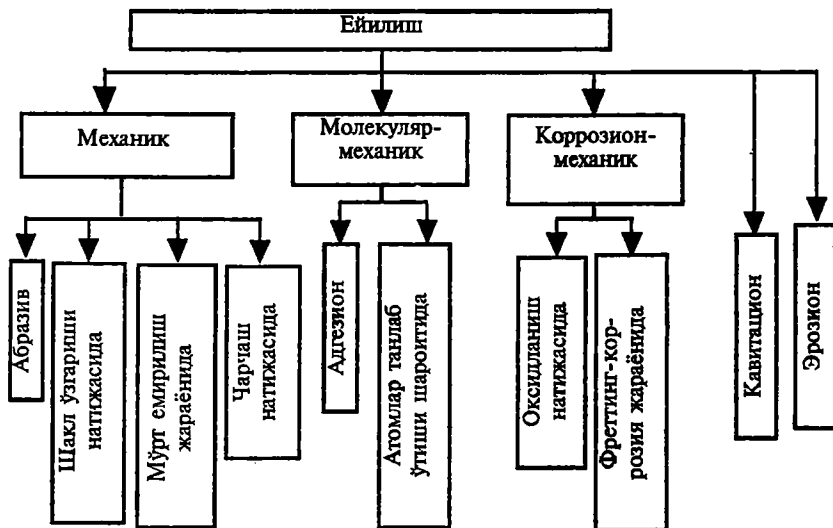 Ейилиш
Механик
Молекуляр-
механик
Коррозион-
механик
Абразив
Шакл ўзгариши
натижасида
Мўрт емирилиш
жараёнида
Чарчаш
натижасида
Адгезион
Атомлар танлаб
ўтиши шароитида
Оксидланиш
натижасида
Фреттинг-кор-
розия жараёнида
Кавитацион
Эрозион